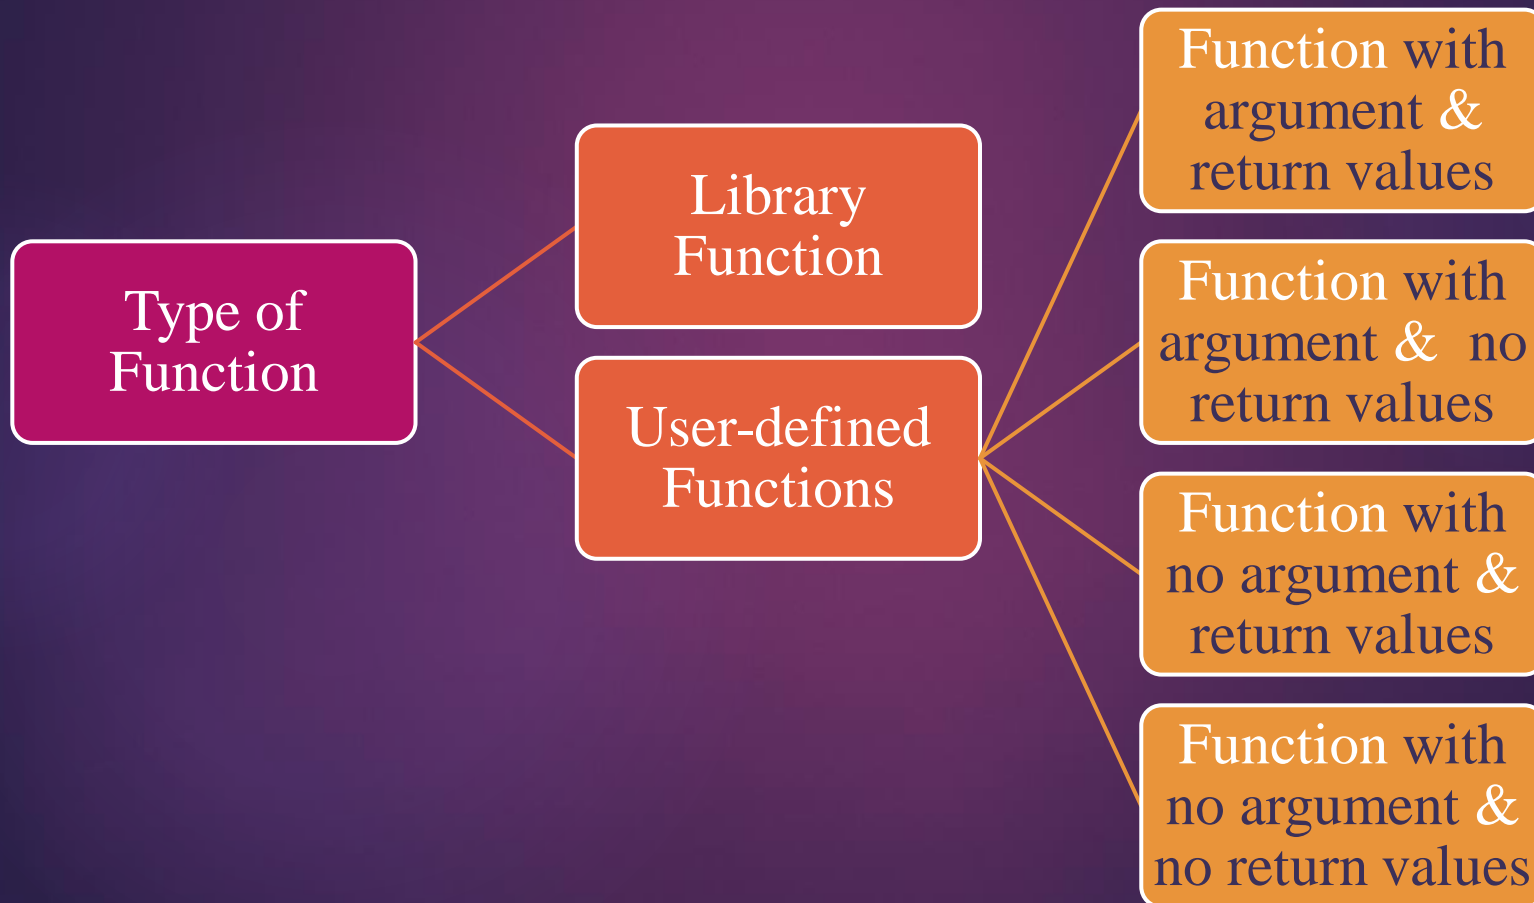 Type of
Function
Library
Function
User-defined
Functions
Function with
argument &
return values
Function with
argument & no
return values
Function with
no argument &
return values
Function with
no argument &
no return values